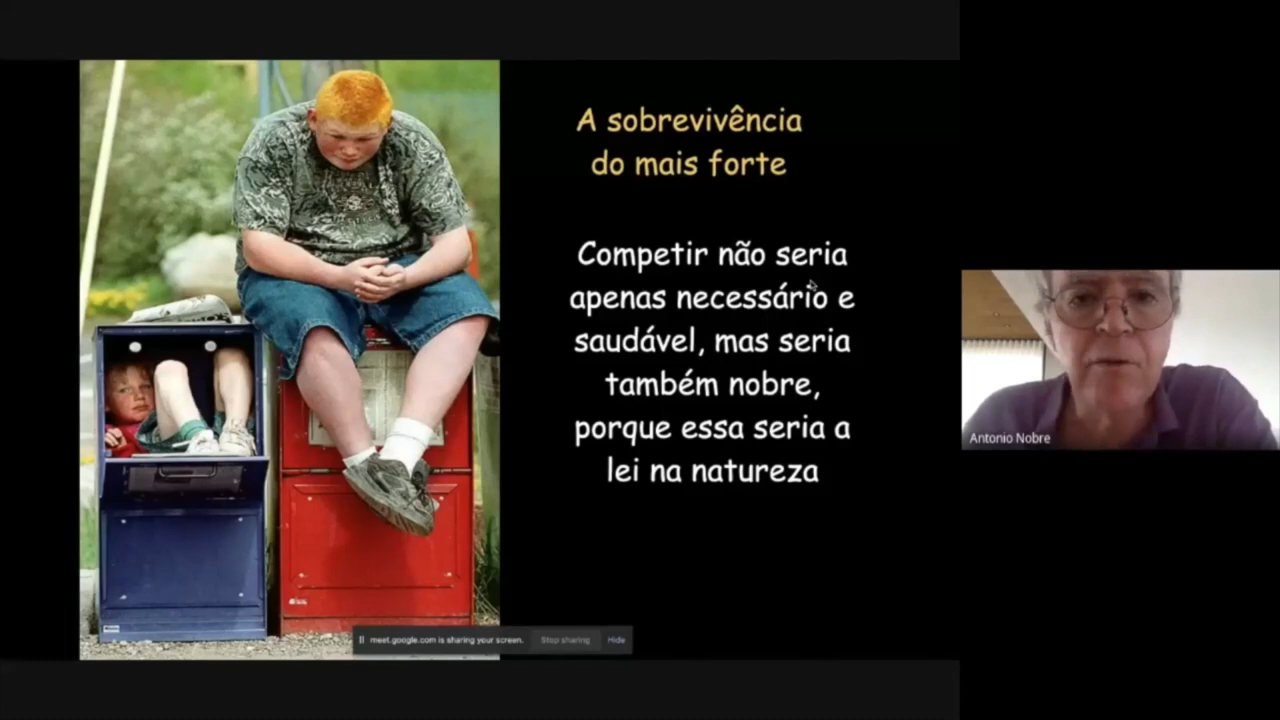 A sobrevivência
do mais forte
Competir não seria
apenas necessário e
saudável, mas seria
também nobre,
porque essa seria a
lei na natureza
Antonio Nobre
meet.google.com is sharing your screen.
Stop sharing
Hide